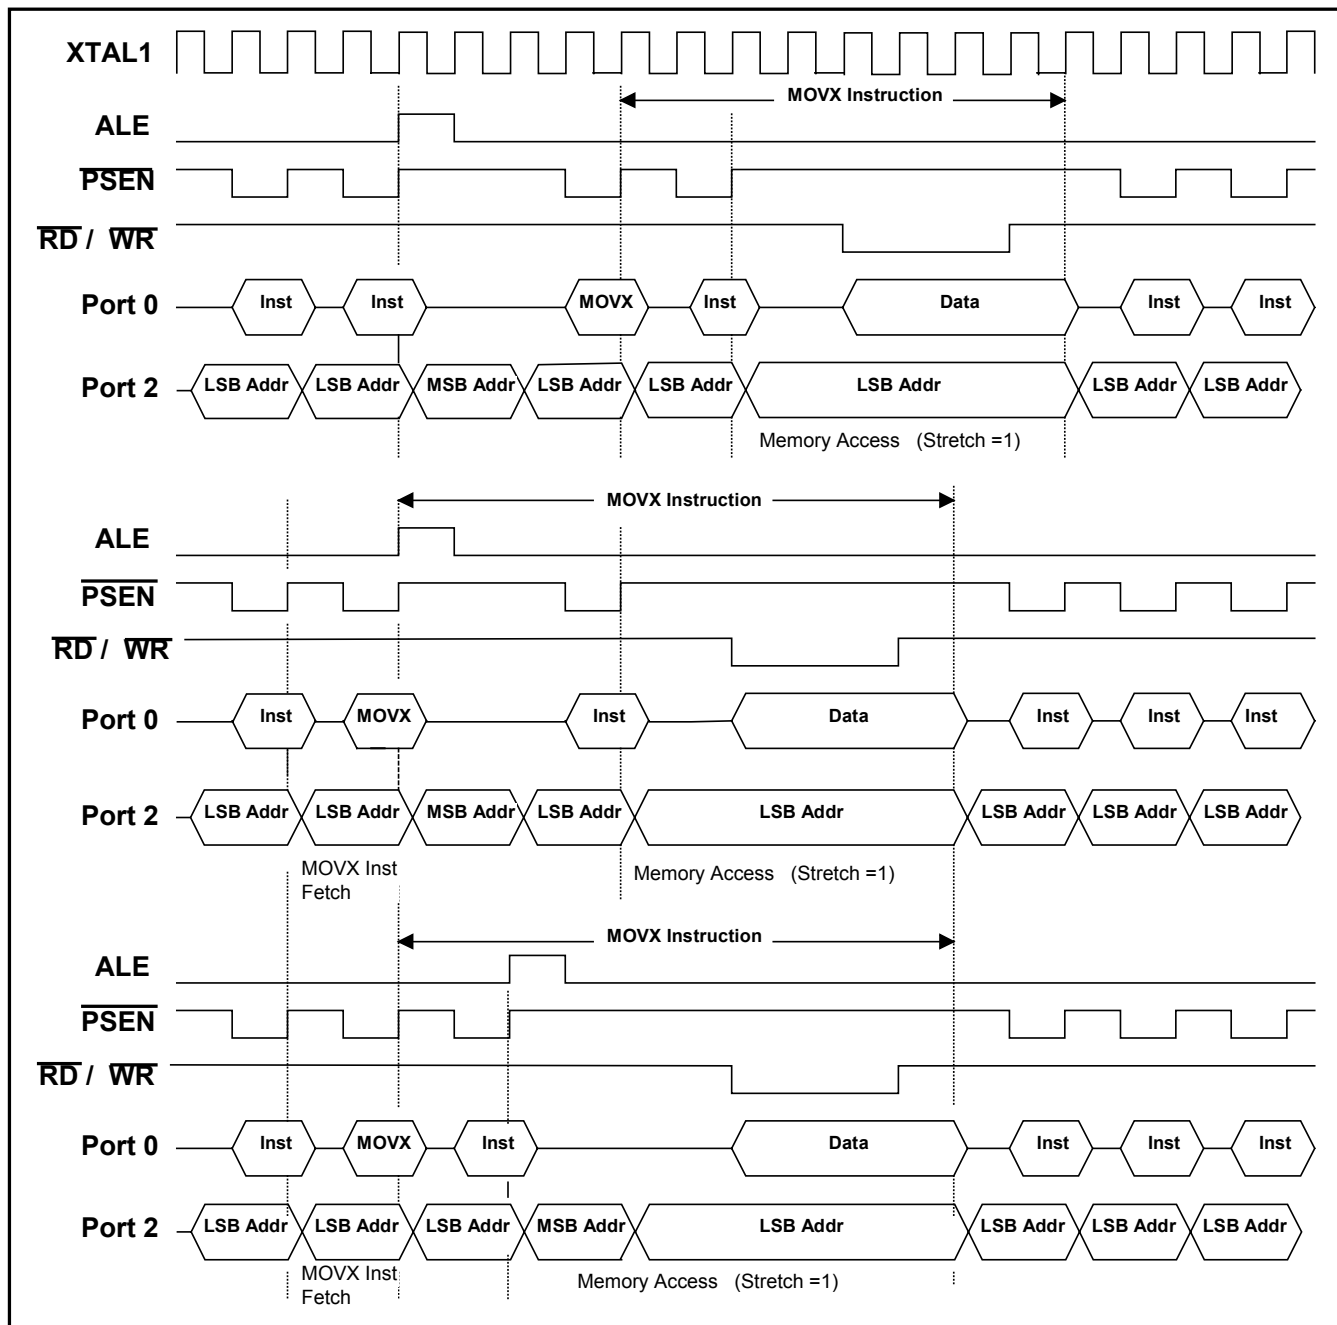 XTAL1
MOVX Instruction
ALE
PSEN
RD / WR
Port 0 Inst Inst MOVX Inst Data Inst Inst
Port 2 LSB Addr LSB Addr MSB Addr LSB Addr LSB Addr LSB Addr LSB Addr LSB Addr
Memory Access (Stretch =1)
MOVX Instruction
ALE
PSEN
RD / WR
Port 0 Inst MOVX Inst Data Inst Inst Inst
Port 2 LSB Addr LSB Addr MSB Addr LSB Addr LSB Addr LSB Addr LSB Addr LSB Addr
MOVX Inst
Fetch
Memory Access (Stretch =1)
MOVX Instruction
ALE
PSEN
RD / WR
Port 0 Inst MOVX Inst Data Inst Inst Inst
Port 2 LSB Addr LSB Addr LSB Addr MSB Addr LSB Addr LSB Addr LSB Addr LSB Addr
MOVX Inst
Fetch
Memory Access (Stretch =1)